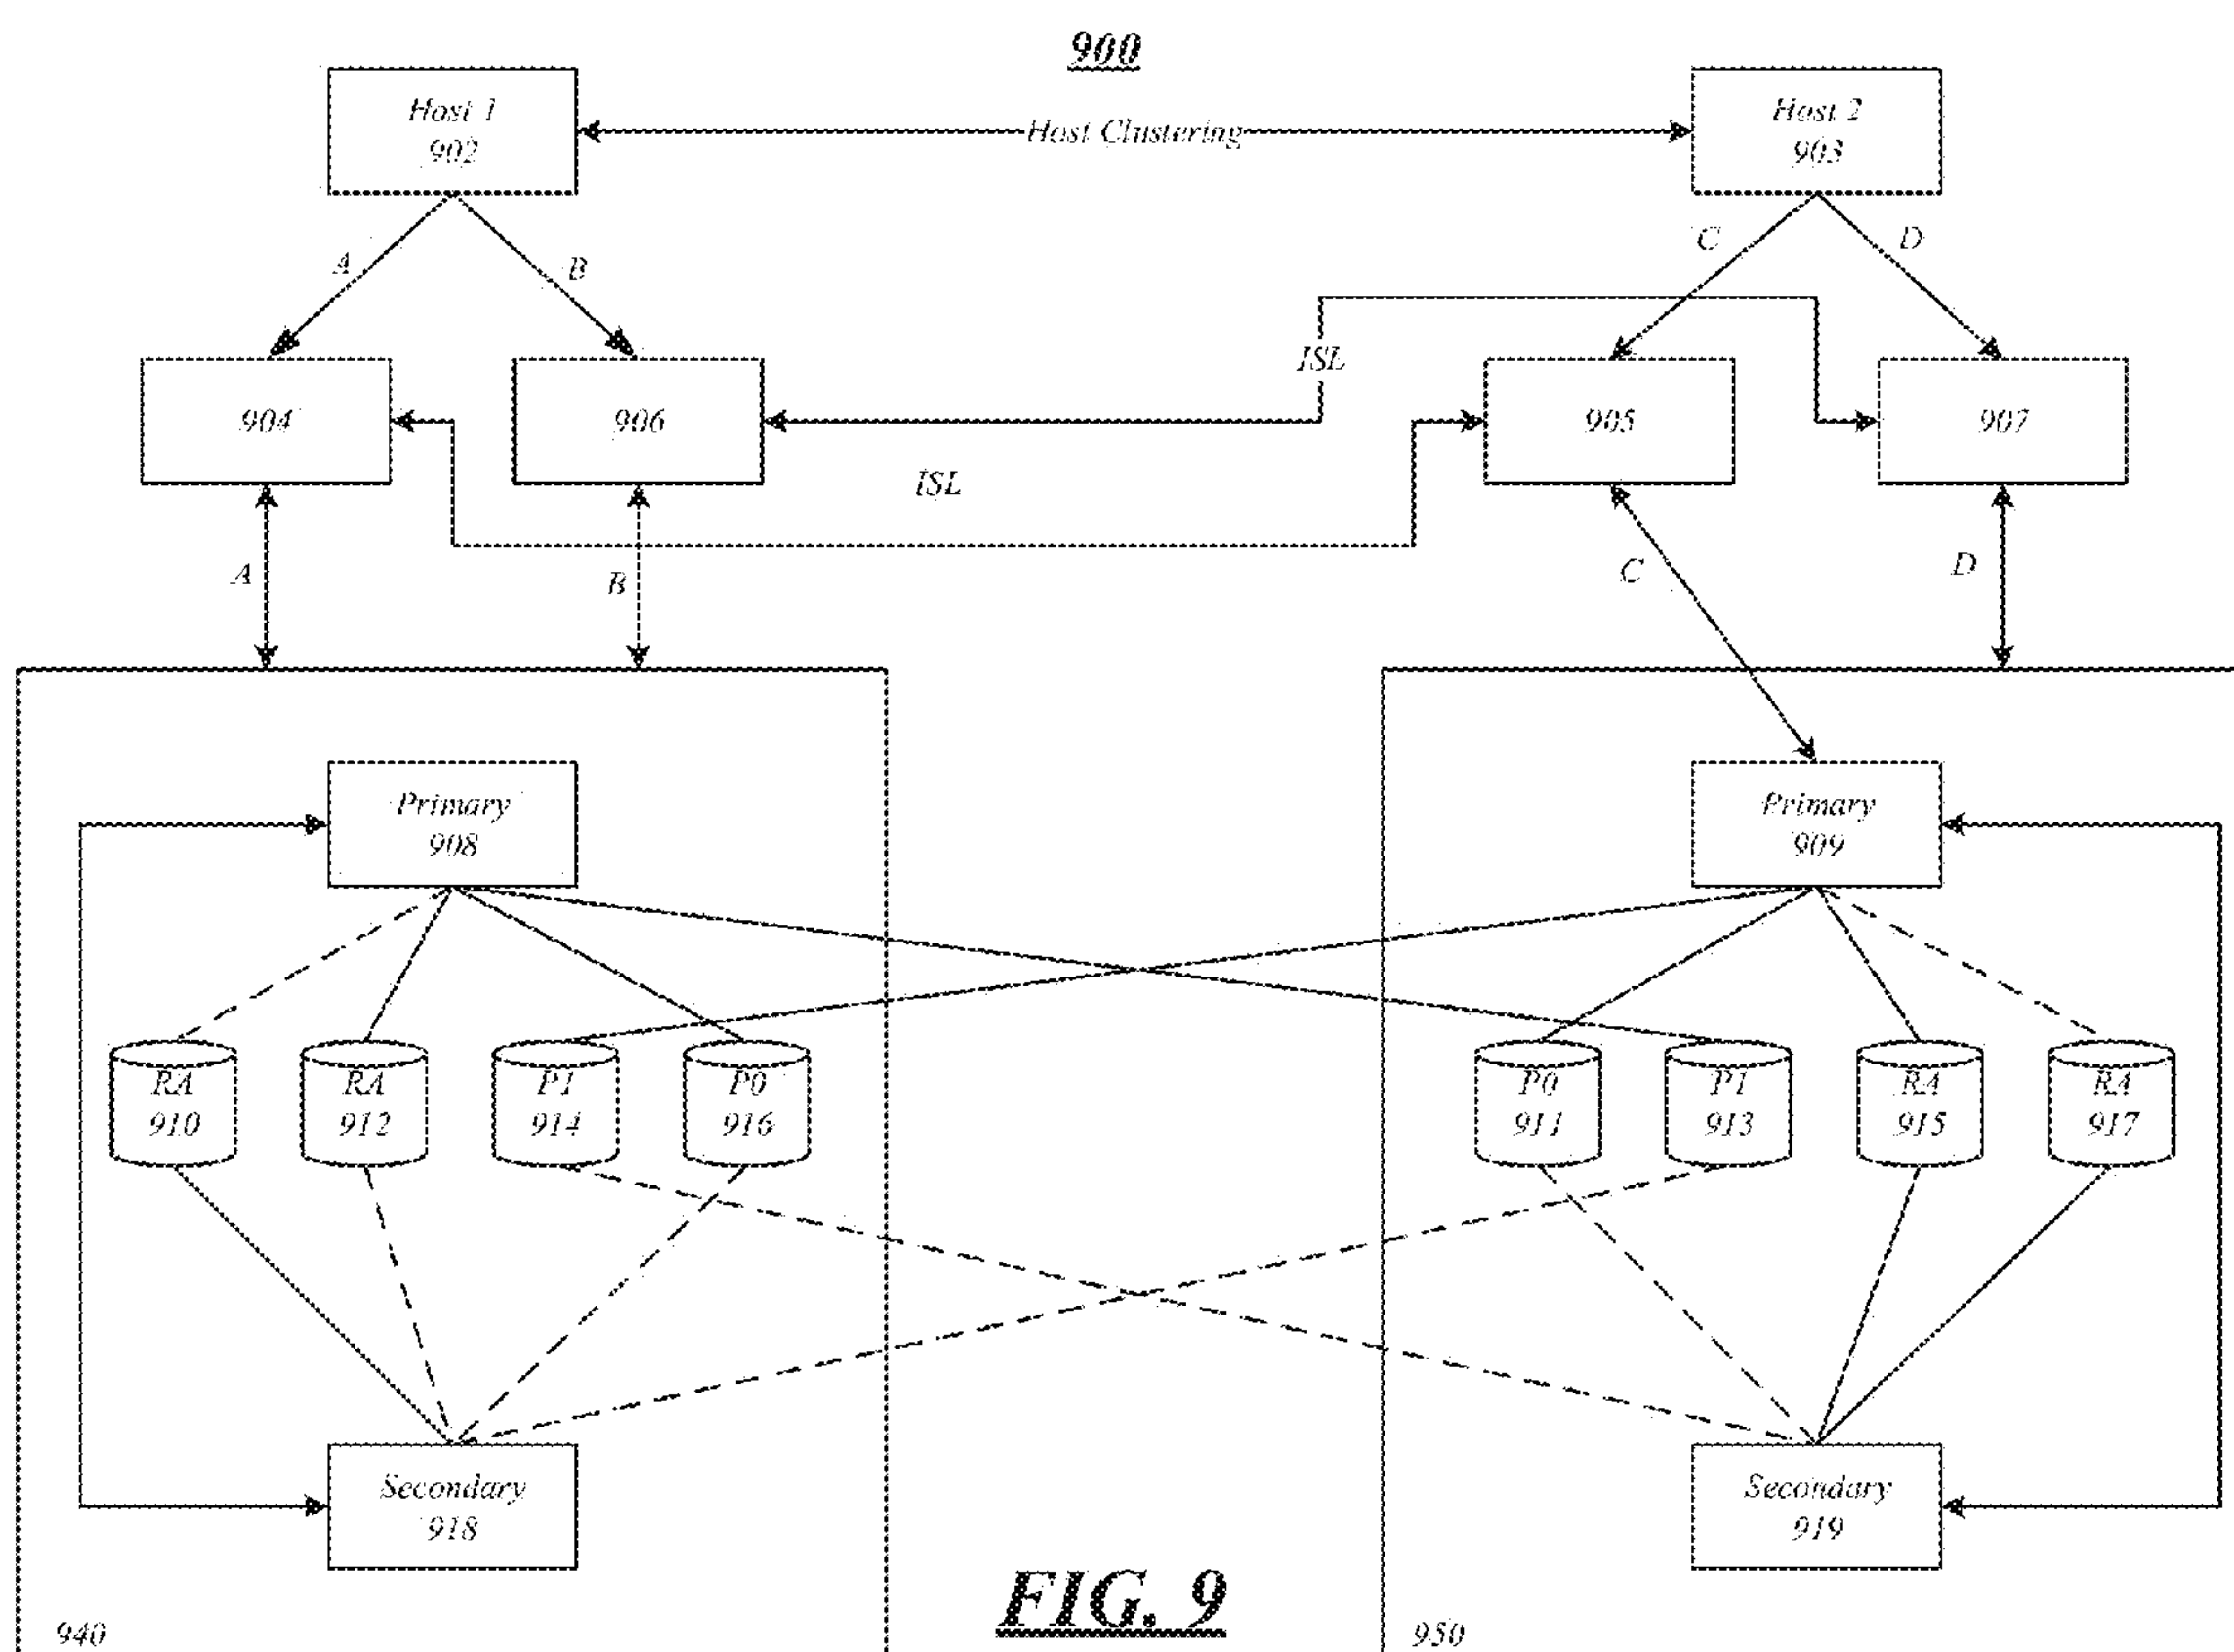 900
Host 1
902
Host Clustering
Host 2
903
A
B
C
D
ISL
904
906
905
907
ISL
A
B
C
D
Primary
908
Primary
909
RA
910
RA
912
P1
914
P0
916
P0
911
P1
913
RA
915
RA
917
Secondary
918
Secondary
919
FIG. 9
940
950